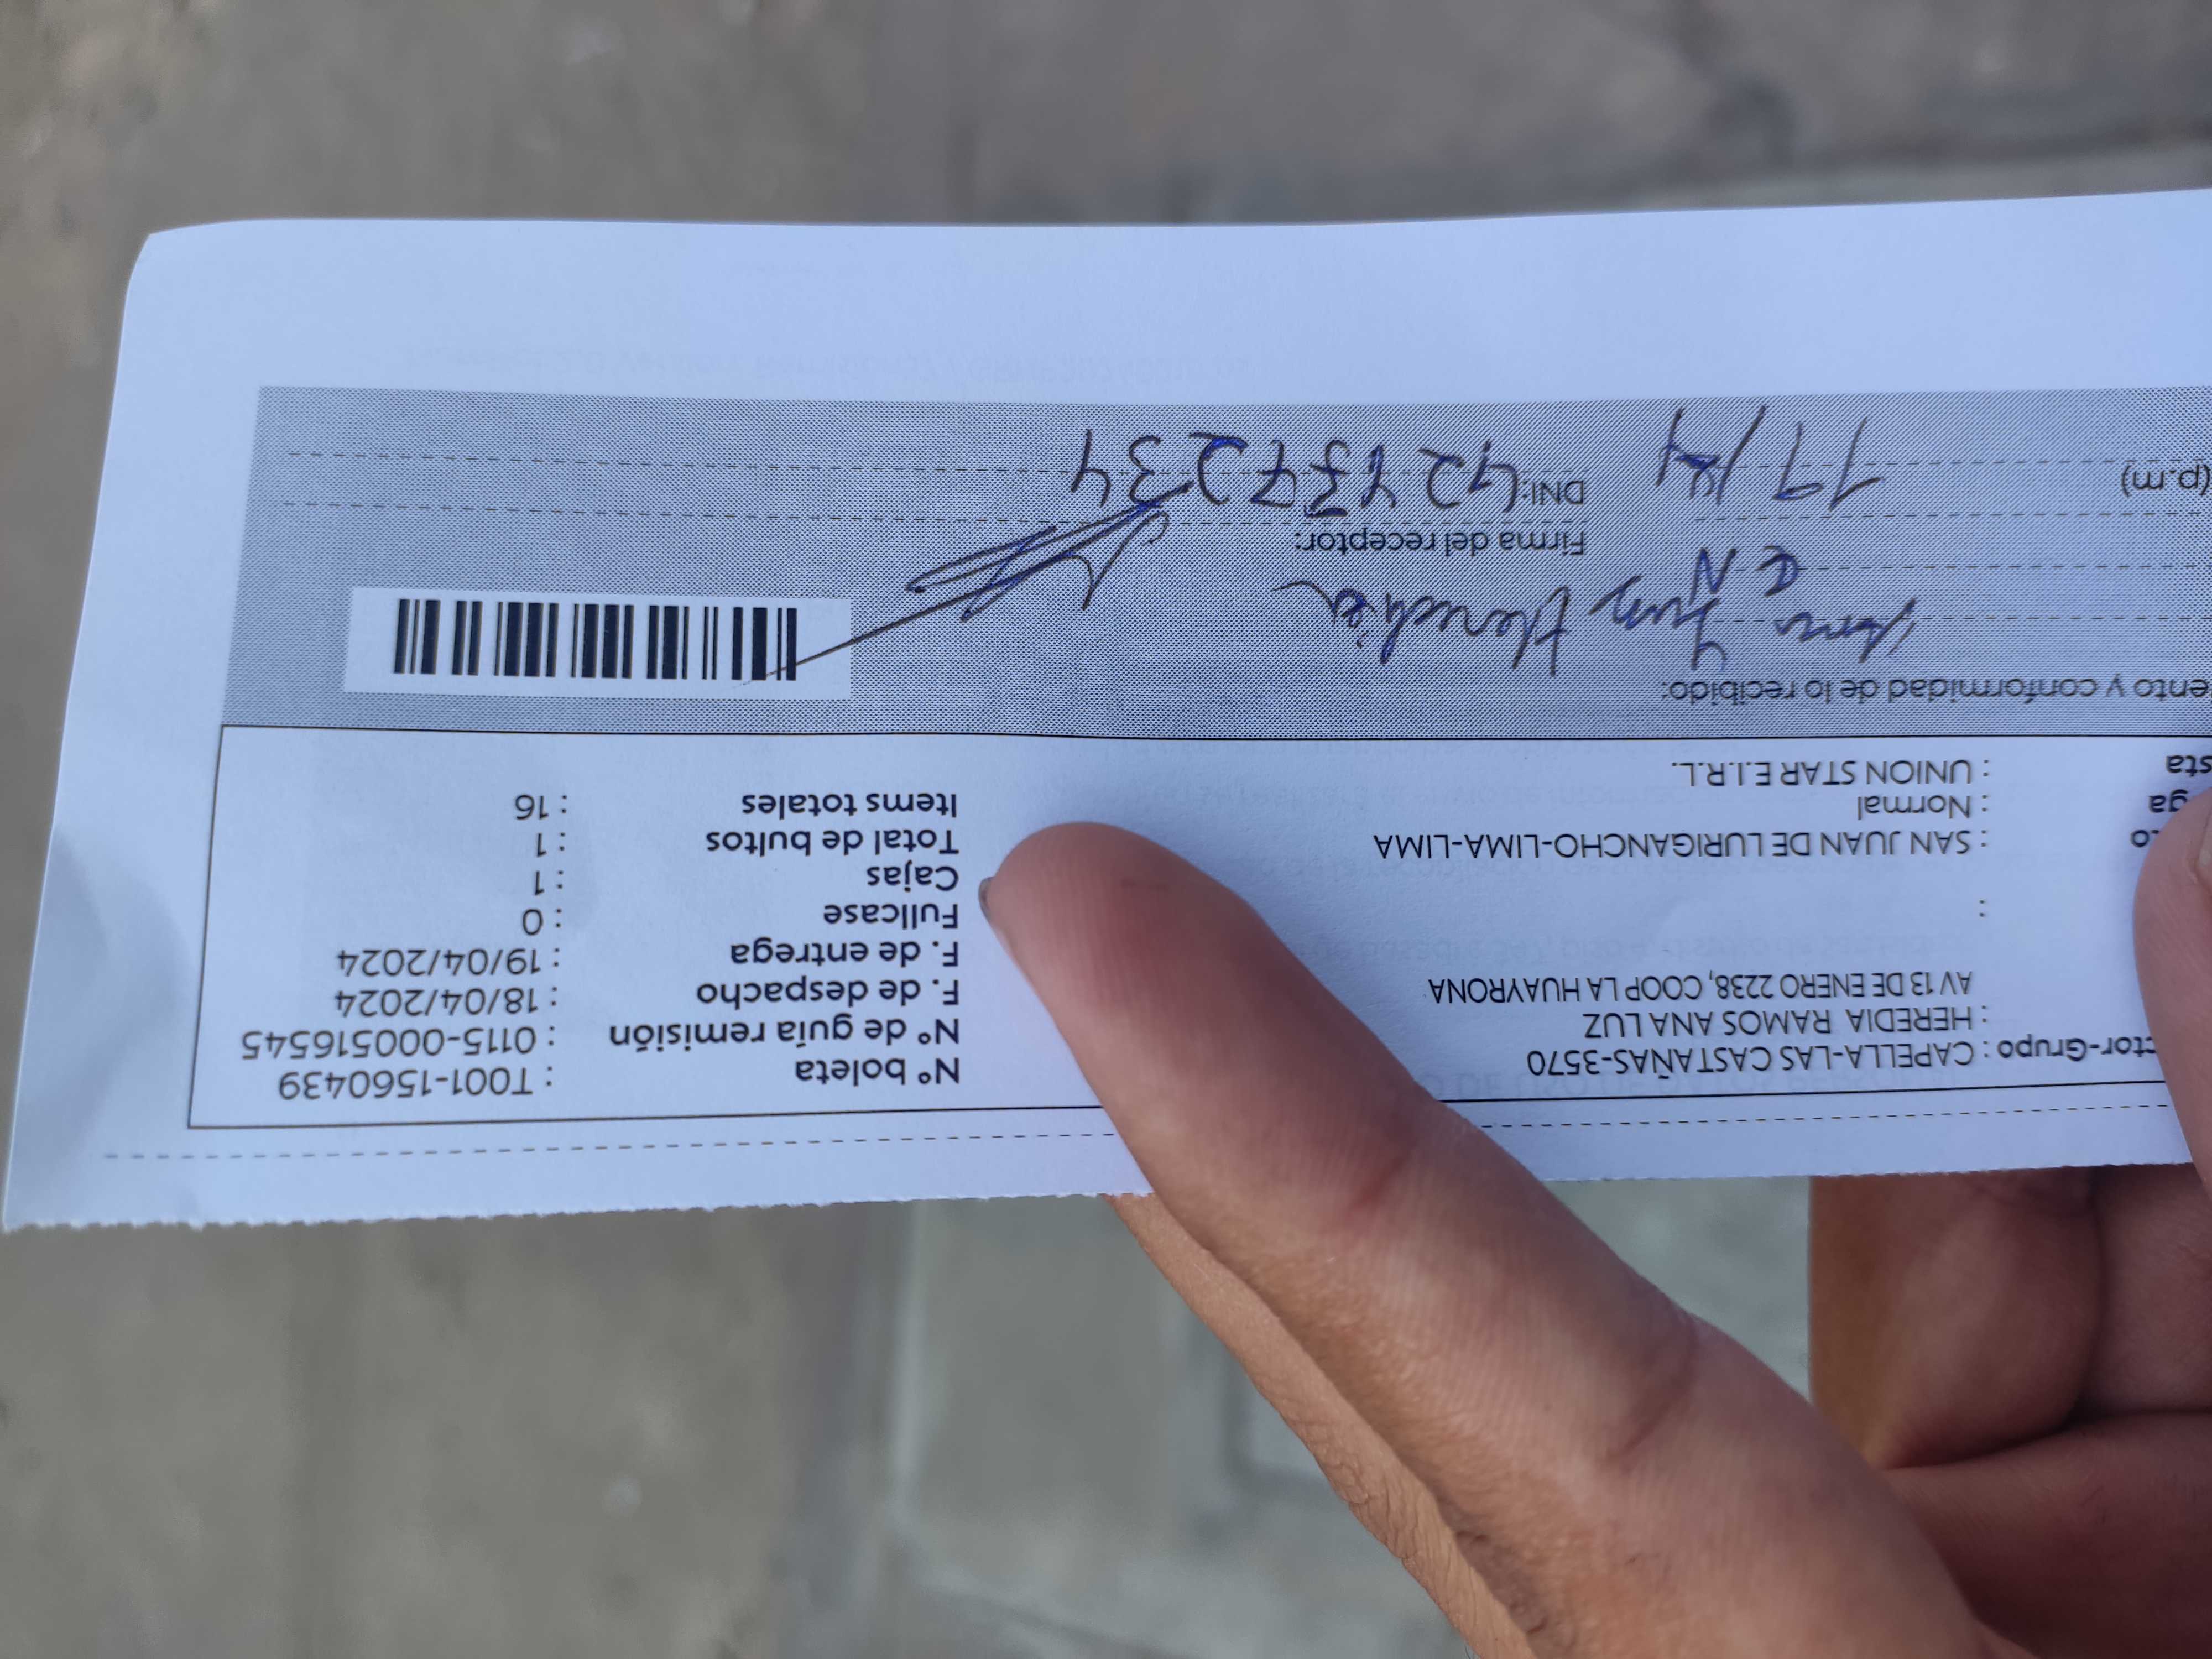 ctor-Grupo : CAPELLA-LAS CASTAÑAS-3570
: HEREDIA RAMOS ANA LUZ
AV 13 DE ENERO 2238, COOP LA HUAYRONA
:
to : SAN JUAN DE LURIGANCHO-LIMA-LIMA
ga : Normal
sta : UNION STAR E.I.R.L.
N° boleta : T001-1560439
N° de guía remisión : 0115-000516545
F. de despacho : 18/04/2024
F. de entrega : 19/04/2024
Fullcase : 0
Cajas : 1
Total de bultos : 1
Items totales : 16
ento y conformidad de lo recibido:
Heredia
Firma del receptor:
(p.m) 19/
DNI: